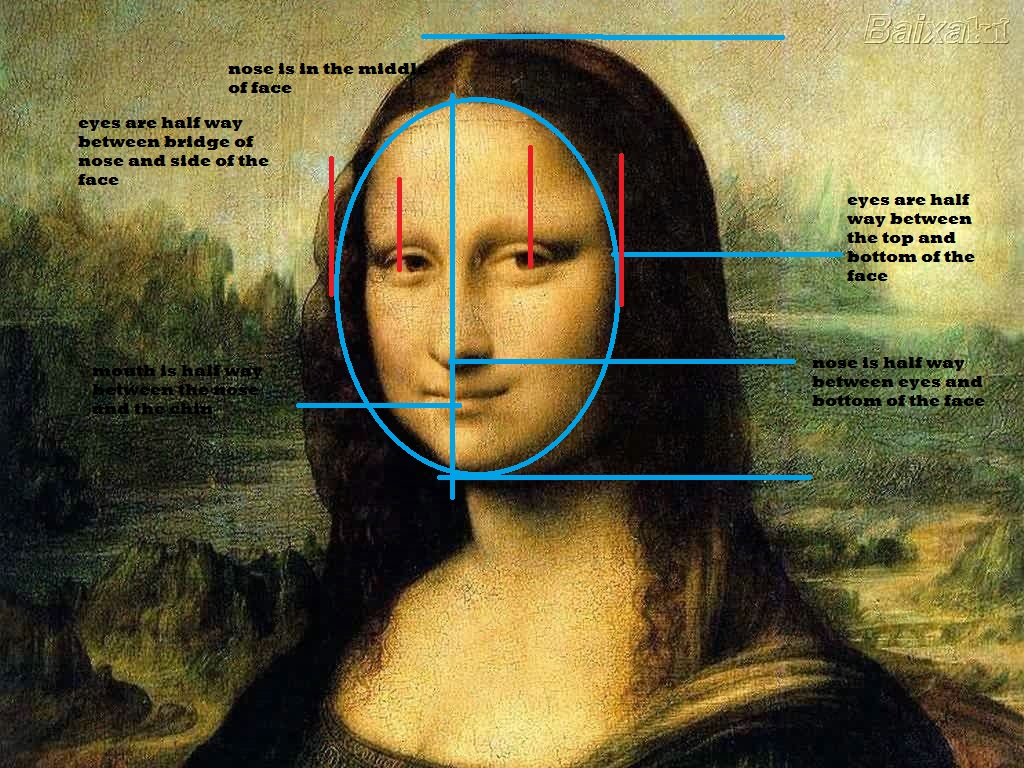 Baixaki
nose is in the middle
of face
eyes are half way
between bridge of
nose and side of the
face
eyes are half
way between
the top and
bottom of the
face
mouth is half way
between the nose
and the chin
nose is half way
between eyes and
bottom of the face